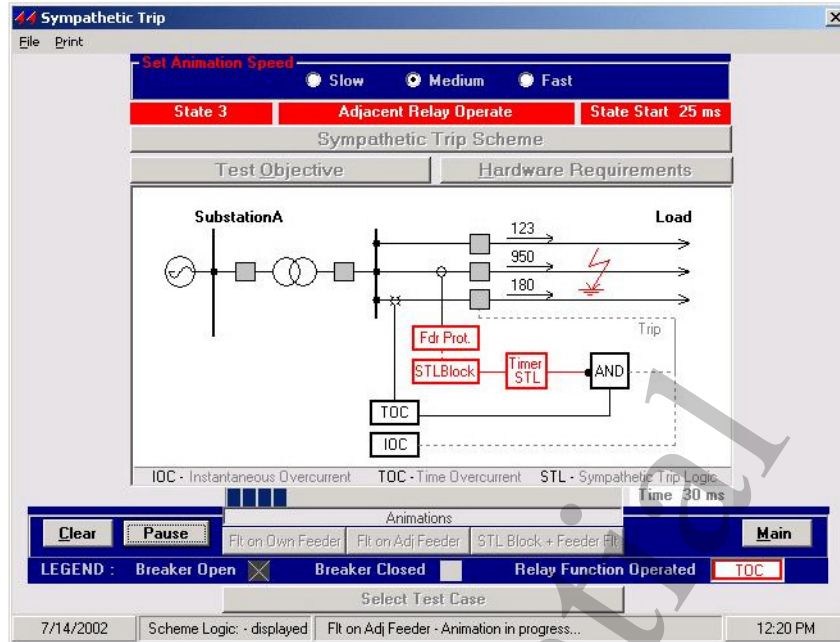 Sympathetic Trip
File Print
Set Animation Speed
Slow Medium Fast
State 3 Adjacent Relay Operate State Start 25 ms
Sympathetic Trip Scheme
Test Objective Hardware Requirements
SubstationA Load
123
950
180
Fdr Prot.
Trip
STLBlock
Timer
STL
AND
TOC
IOC
IOC - Instantaneous Overcurrent TOC - Time Overcurrent STL - Sympathetic Trip Logic
Time 30 ms
Animations
Clear Pause Flt on Own Feeder Flt on Adj Feeder STL Block + Feeder Flt Main
LEGEND : Breaker Open Breaker Closed Relay Function Operated TOC
Select Test Case
7/14/2002 Scheme Logic: - displayed Flt on Adj Feeder - Animation in progress... 12:20 PM